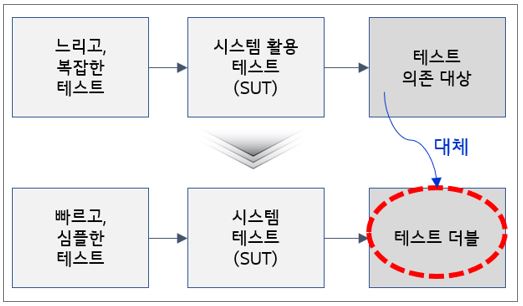 느리고,
복잡한
테스트
시스템 활용
테스트
(SUT)
테스트
의존 대상
대체
빠르고,
심플한
테스트
시스템
테스트
(SUT)
테스트 더블